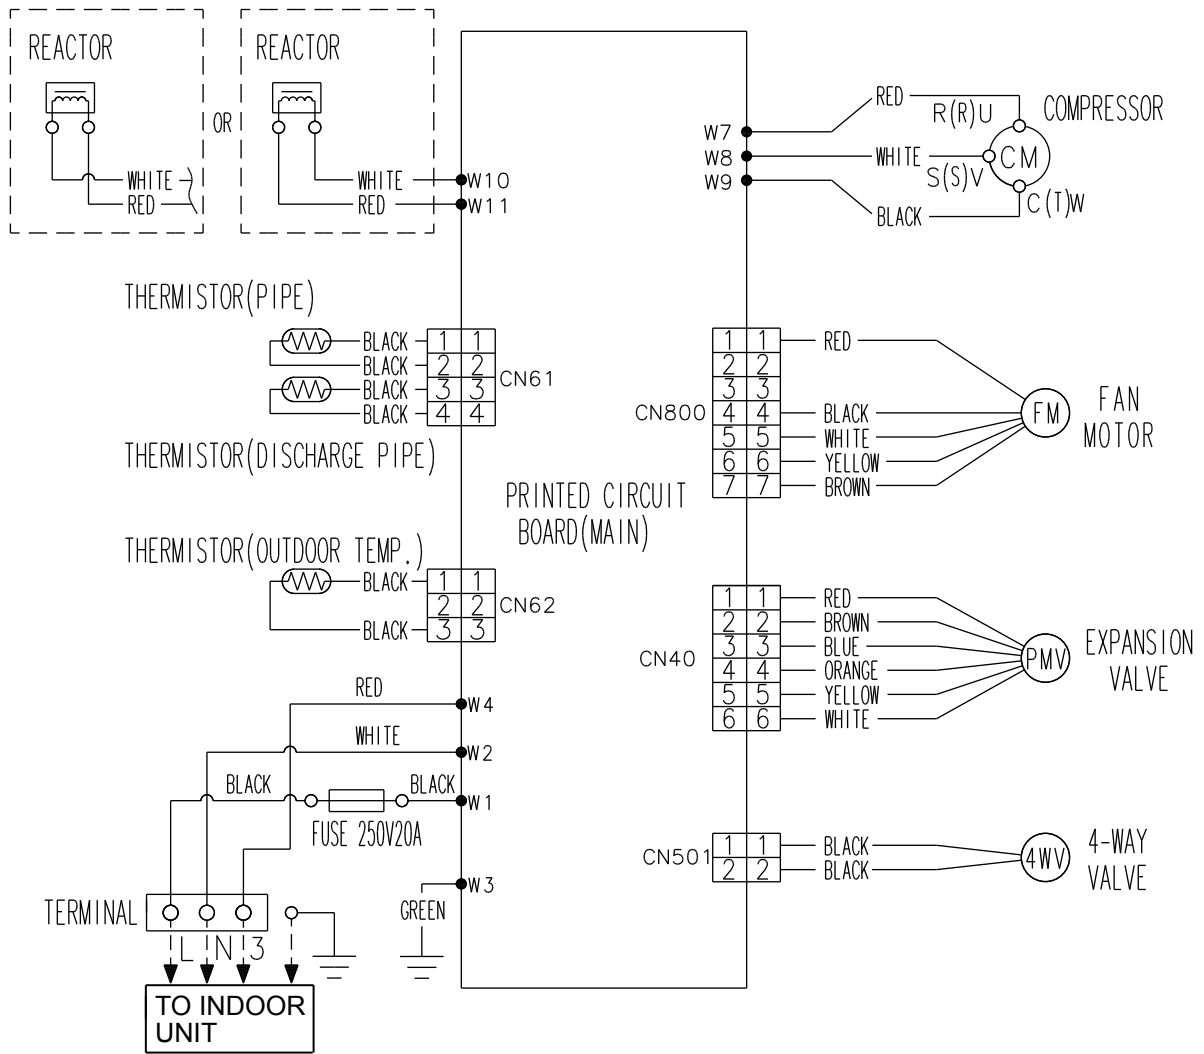 REACTOR
WHITE
RED
OR
REACTOR
WHITE
RED
W10
W11
W7
W8
W9
RED
WHITE
BLACK
R(R)U
S(S)V
C(T)W
CM
COMPRESSOR
THERMISTOR(PIPE)
BLACK 1 1
BLACK 2 2
BLACK 3 3
BLACK 4 4
CN61
THERMISTOR(DISCHARGE PIPE)
PRINTED CIRCUIT
BOARD(MAIN)
CN800
1 1 RED
2 2
3 3
4 4 BLACK
5 5 WHITE
6 6 YELLOW
7 7 BROWN
FM
FAN
MOTOR
THERMISTOR(OUTDOOR TEMP.)
BLACK 1 1
2 2
BLACK 3 3
CN62
CN40
1 1 RED
2 2 BROWN
3 3 BLUE
4 4 ORANGE
5 5 YELLOW
6 6 WHITE
PMV
EXPANSION
VALVE
RED
W4
WHITE
W2
BLACK
BLACK
W1
FUSE 250V20A
W3
GREEN
CN501
1 1 BLACK
2 2 BLACK
4WV
4-WAY
VALVE
TERMINAL
L N 3
TO INDOOR
UNIT